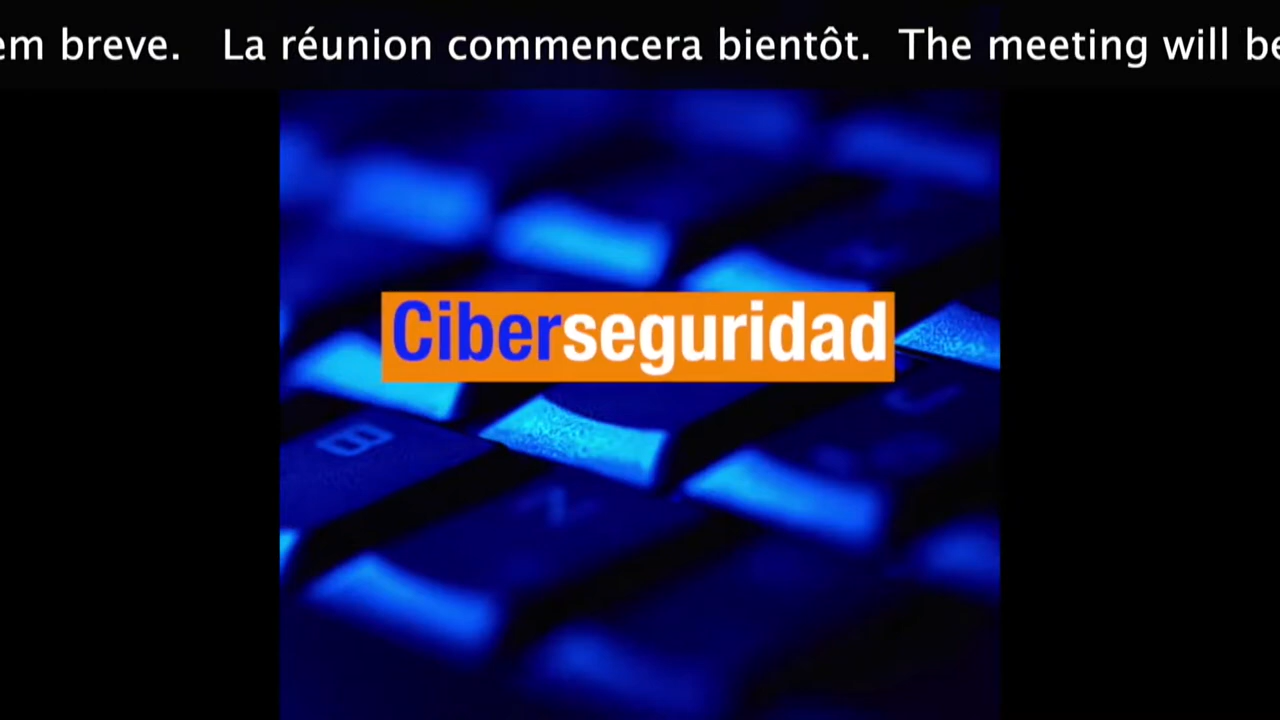 em breve. La réunion commencera bientôt. The meeting will be
Ciberseguridad
B
N
J